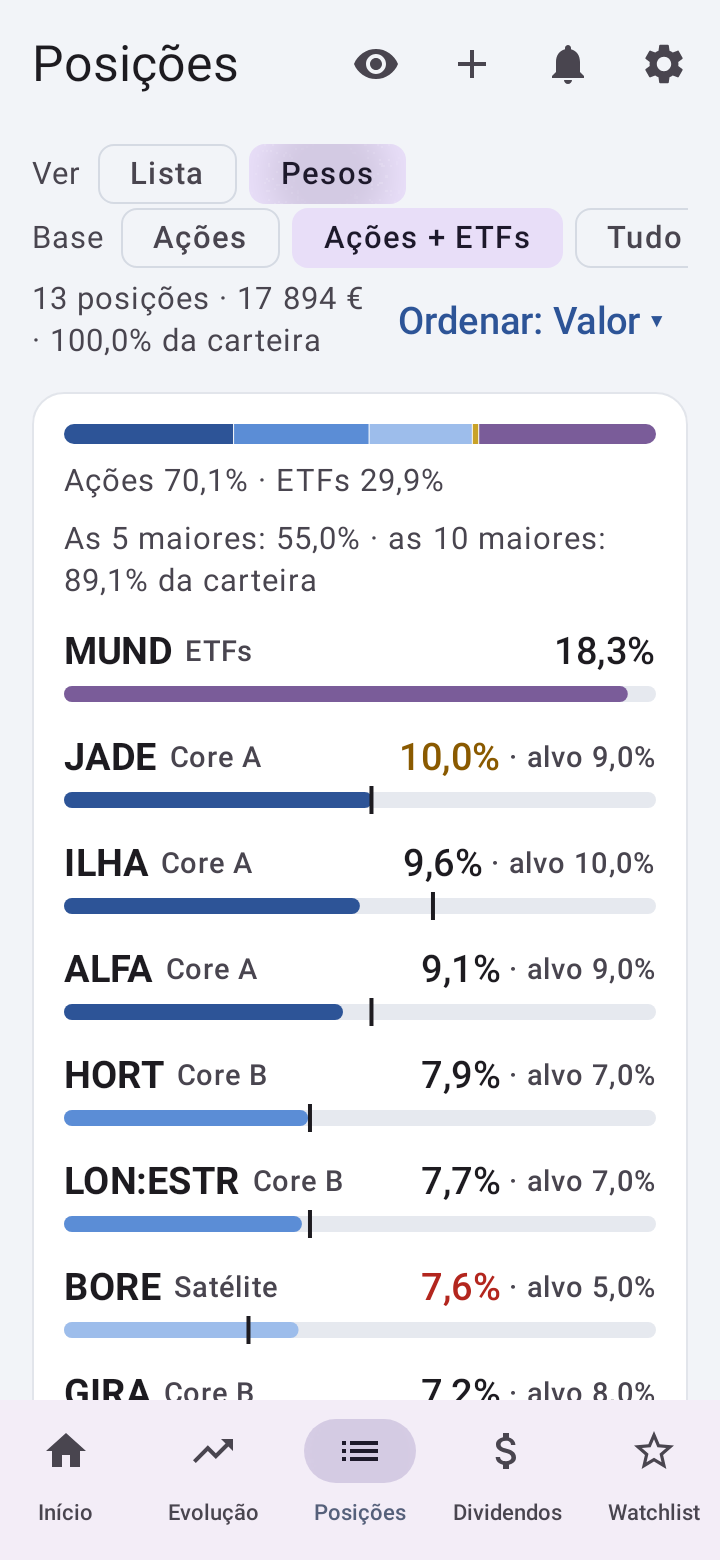 Posições
Ver Lista Pesos
Base Ações Ações + ETFs Tudo
13 posições · 17 894 €
· 100,0% da carteira
Ordenar: Valor ▾
Ações 70,1% · ETFs 29,9%
As 5 maiores: 55,0% · as 10 maiores:
89,1% da carteira
MUND ETFs 18,3%
JADE Core A 10,0% · alvo 9,0%
ILHA Core A 9,6% · alvo 10,0%
ALFA Core A 9,1% · alvo 9,0%
HORT Core B 7,9% · alvo 7,0%
LON:ESTR Core B 7,7% · alvo 7,0%
BORE Satélite 7,6% · alvo 5,0%
GIRA Core B 7,2% · alvo 8,0%
Início Evolução Posições Dividendos Watchlist